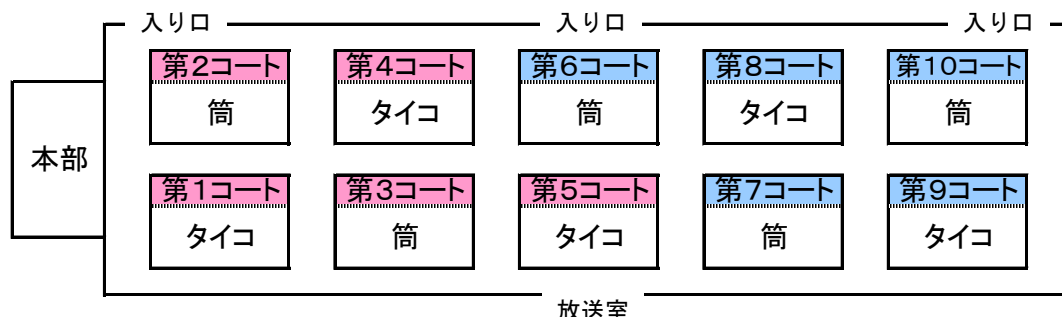 入り口 入り口 入り口
第2コート 第4コート 第6コート 第8コート 第10コート
筒 タイコ 筒 タイコ 筒
本部
第1コート 第3コート 第5コート 第7コート 第9コート
タイコ 筒 タイコ 筒 タイコ
放送室